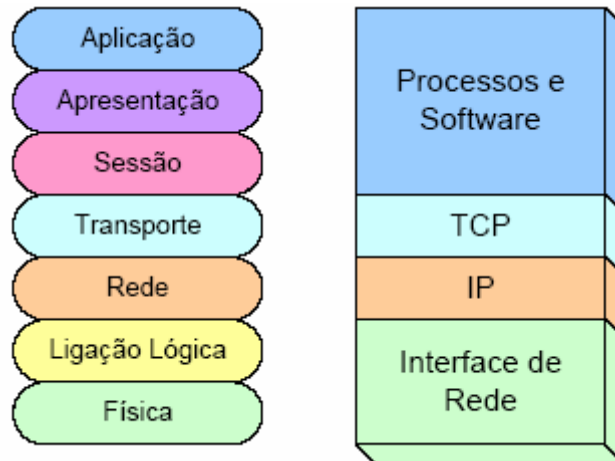 Aplicação
Apresentação
Sessão
Transporte
Rede
Ligação Lógica
Física
Processos e
Software
TCP
IP
Interface de
Rede